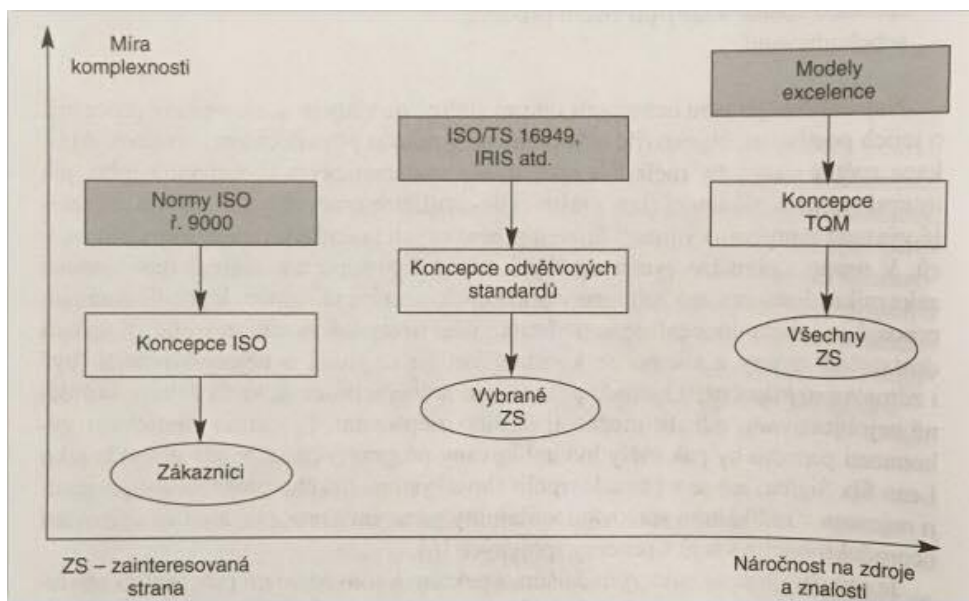 Míra
komplexnosti
Modely
excelence
ISO/TS 16949,
IRIS atd.
Normy ISO
ř. 9000
Koncepce
TQM
Koncepce odvětvových
standardů
Koncepce ISO
Všechny
ZS
Vybrané
ZS
Zákazníci
ZS – zainteresovaná
strana
Náročnost na zdroje
a znalosti